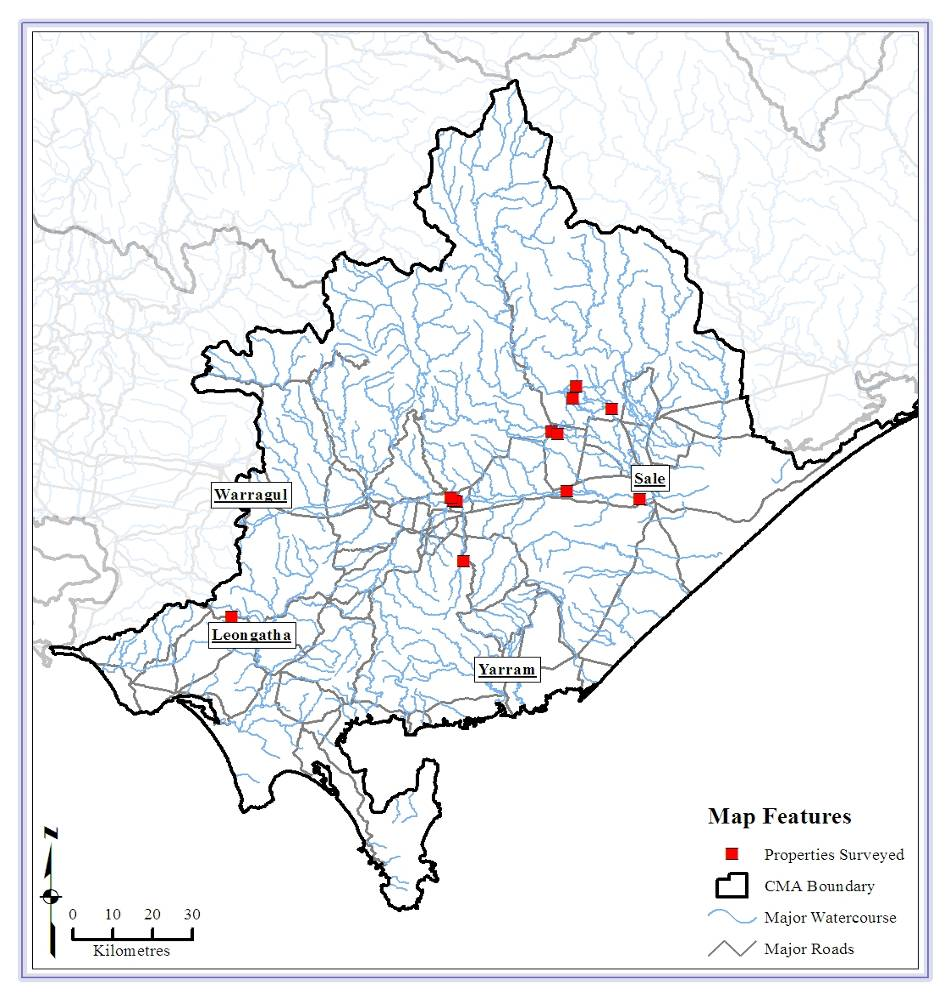 Warragul
Sale
Leongatha
Yarram
Map Features
Properties Surveyed
CMA Boundary
Major Watercourse
Major Roads
N
0 10 20 30
Kilometres